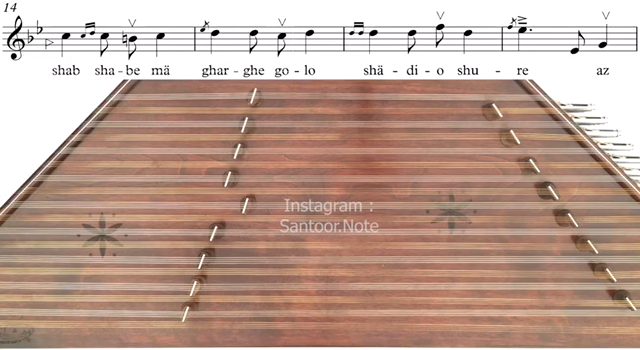 14
shab sha - be mä ghar - ghe go - lo shä - di - o shu - re az
Instagram :
Santoor.Note